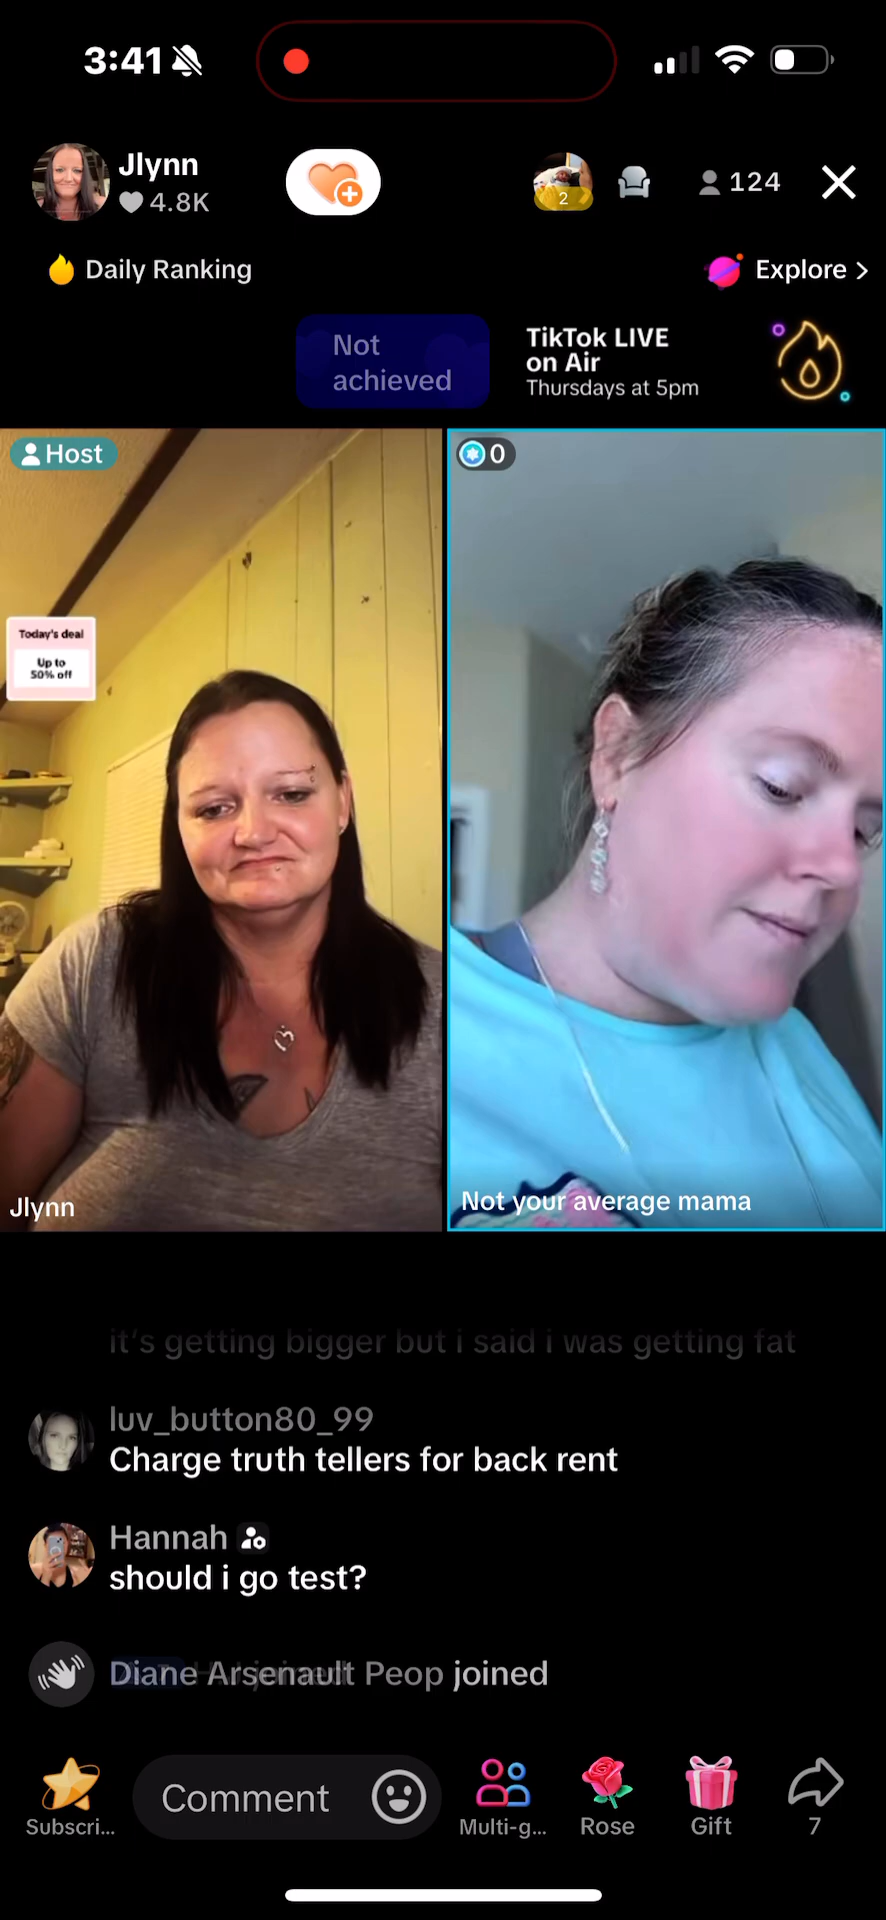 3:41
Jlynn
4.8K
2
124
Daily Ranking
Explore >
Not
achieved
TikTok LIVE
on Air
Thursdays at 5pm
Host
0
Today's deal
Up to
50% off
Jlynn
Not your average mama
it's getting bigger but i said i was getting fat
luv_button80_99
Charge truth tellers for back rent
Hannah
should i go test?
Diane Arsenault Peop joined
Comment
Subscri...
Multi-g...
Rose
Gift
7